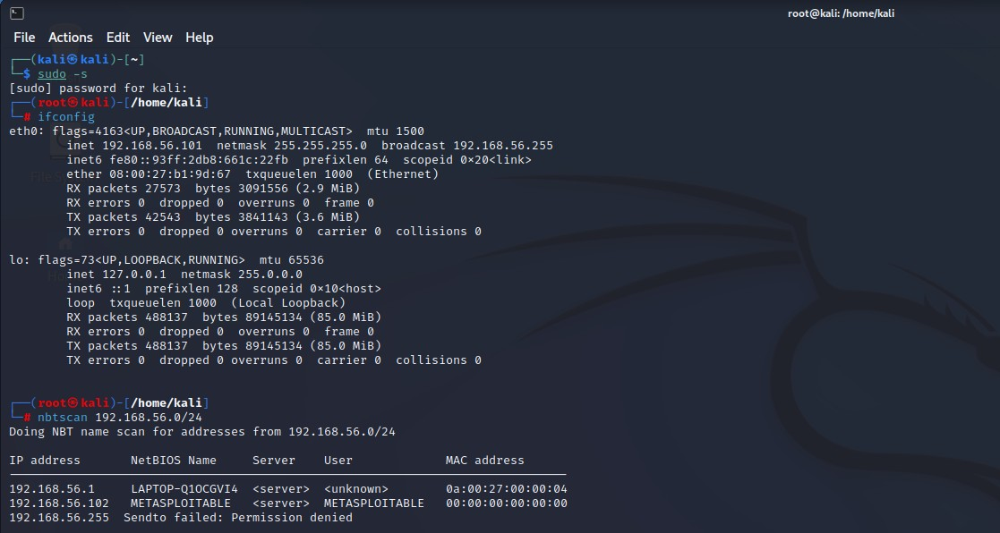 root@kali: /home/kali
File Actions Edit View Help
┌──(kali㉿kali)-[~]
└─$ sudo -s
[sudo] password for kali:
┌──(root㉿kali)-[/home/kali]
└─# ifconfig
eth0: flags=4163<UP,BROADCAST,RUNNING,MULTICAST>  mtu 1500
        inet 192.168.56.101  netmask 255.255.255.0  broadcast 192.168.56.255
        inet6 fe80::93ff:2db8:661c:22fb  prefixlen 64  scopeid 0×20<link>
        ether 08:00:27:b1:9d:67  txqueuelen 1000  (Ethernet)
        RX packets 27573  bytes 3091556 (2.9 MiB)
        RX errors 0  dropped 0  overruns 0  frame 0
        TX packets 42543  bytes 3841143 (3.6 MiB)
        TX errors 0  dropped 0 overruns 0  carrier 0  collisions 0
lo: flags=73<UP,LOOPBACK,RUNNING>  mtu 65536
        inet 127.0.0.1  netmask 255.0.0.0
        inet6 ::1  prefixlen 128  scopeid 0×10<host>
        loop  txqueuelen 1000  (Local Loopback)
        RX packets 488137  bytes 89145134 (85.0 MiB)
        RX errors 0  dropped 0  overruns 0  frame 0
        TX packets 488137  bytes 89145134 (85.0 MiB)
        TX errors 0  dropped 0 overruns 0  carrier 0  collisions 0
┌──(root㉿kali)-[/home/kali]
└─# nbtscan 192.168.56.0/24
Doing NBT name scan for addresses from 192.168.56.0/24
IP address       NetBIOS Name     Server    User             MAC address
192.168.56.1     LAPTOP-Q1OCGVI4  <server>  <unknown>        0a:00:27:00:00:04
192.168.56.102   METASPLOITABLE   <server>  METASPLOITABLE   00:00:00:00:00:00
192.168.56.255  Sendto failed: Permission denied